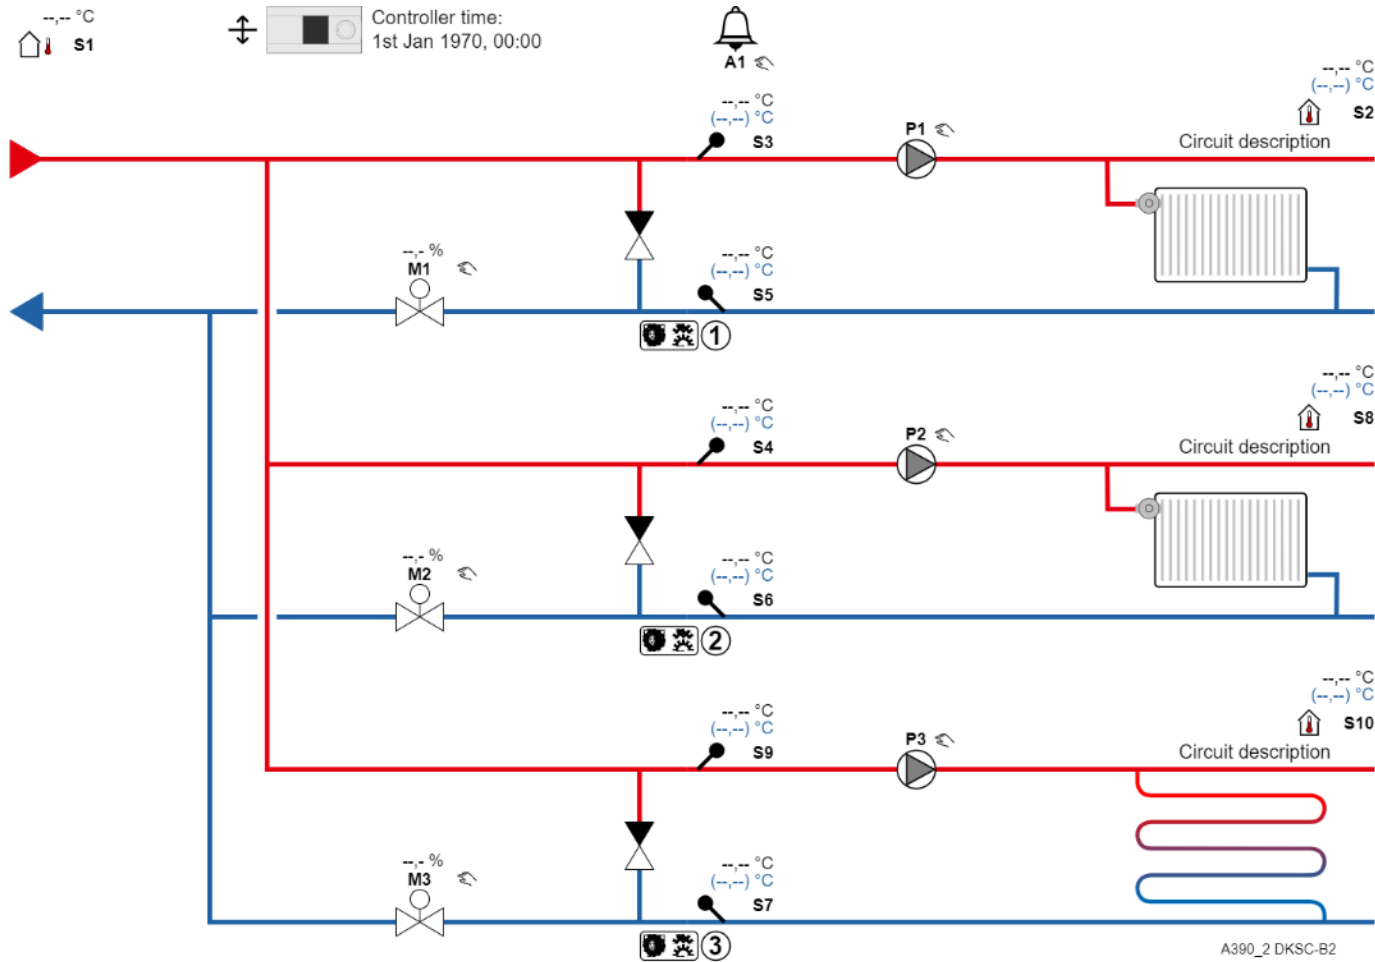 --,-- °C
S1
Controller time:
1st Jan 1970, 00:00
A1
--,-- °C
(--,--) °C
S2
Circuit description
--,-- °C
(--,--) °C
S3
P1
--,- %
M1
--,-- °C
(--,--) °C
S5
1
--,-- °C
(--,--) °C
S8
Circuit description
--,-- °C
(--,--) °C
S4
P2
--,- %
M2
--,-- °C
(--,--) °C
S6
2
--,-- °C
(--,--) °C
S10
Circuit description
--,-- °C
(--,--) °C
S9
P3
--,- %
M3
--,-- °C
(--,--) °C
S7
3
A390_2 DKSC-B2